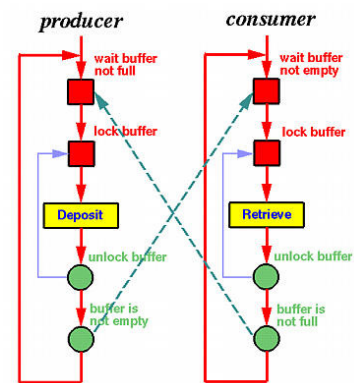 producer
wait buffer
not full
lock buffer
Deposit
unlock buffer
buffer is
not empty
consumer
wait buffer
not empty
lock buffer
Retrieve
unlock buffer
buffer is
not full